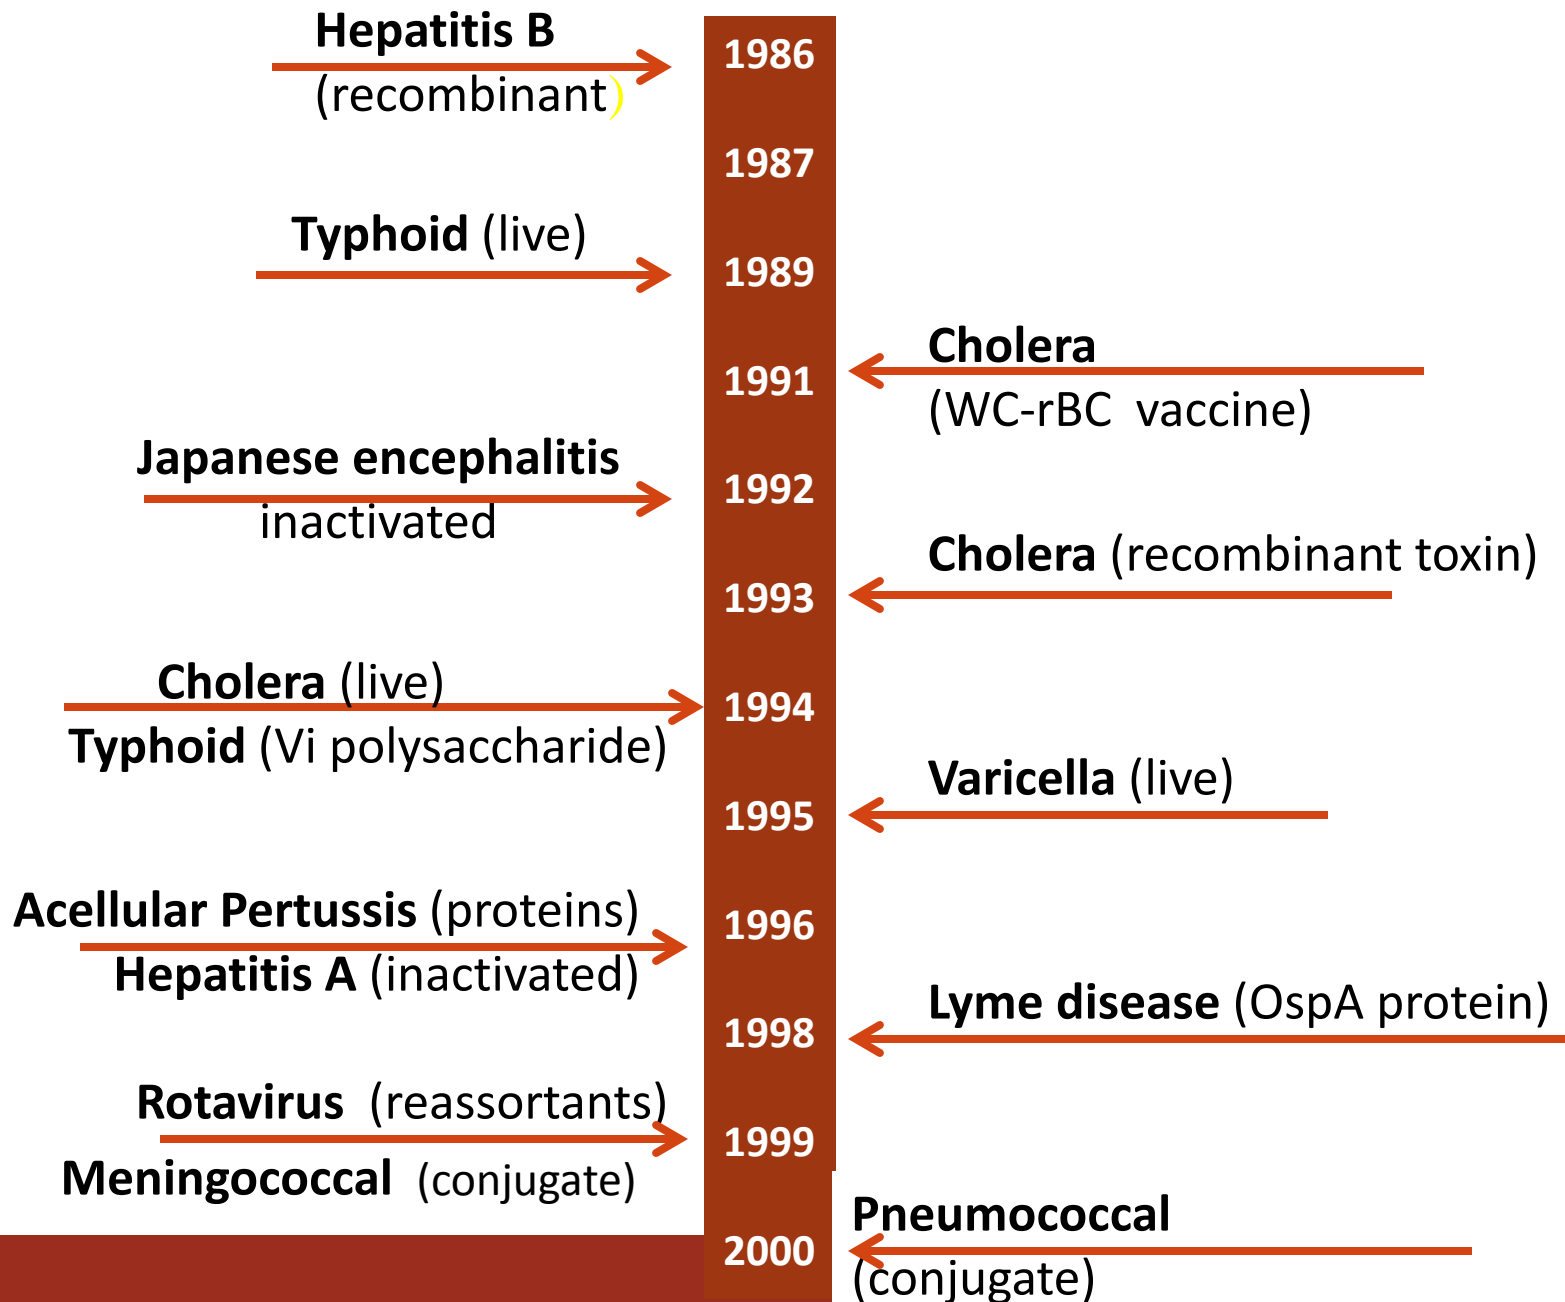 Hepatitis B
(recombinant)
1986
1987
Typhoid (live)
1989
Cholera
(WC-rBC vaccine)
1991
Japanese encephalitis
inactivated
1992
Cholera (recombinant toxin)
1993
Cholera (live)
Typhoid (Vi polysaccharide)
1994
Varicella (live)
1995
Acellular Pertussis (proteins)
Hepatitis A (inactivated)
1996
Lyme disease (OspA protein)
1998
Rotavirus (reassortants)
Meningococcal (conjugate)
1999
Pneumococcal
(conjugate)
2000